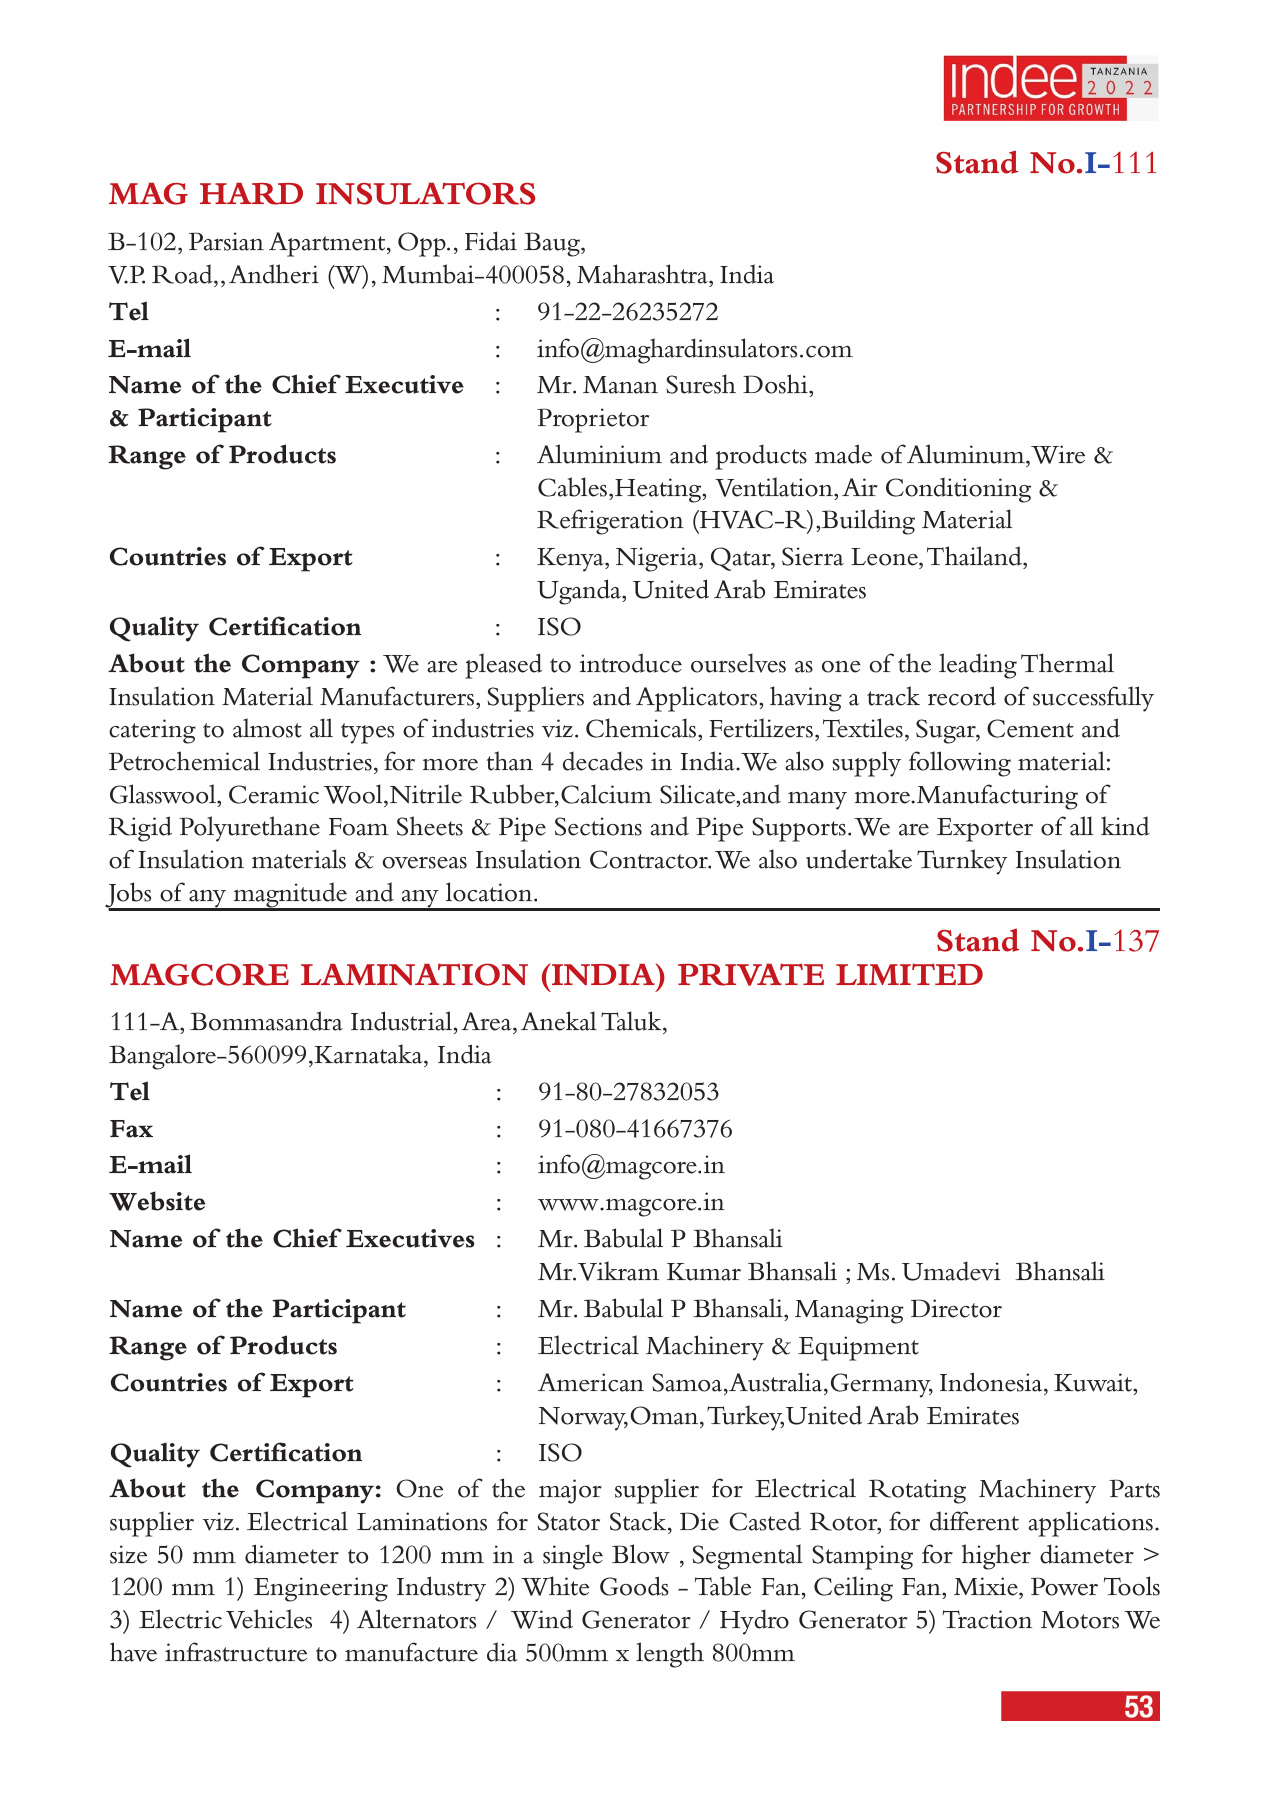 Indee TANZANIA
2022
PARTNERSHIP FOR GROWTH
Stand No.I-111
MAG HARD INSULATORS
B-102, Parsian Apartment, Opp., Fidai Baug,
V.P. Road,, Andheri (W), Mumbai-400058, Maharashtra, India
Tel : 91-22-26235272
E-mail : info@maghardinsulators.com
Name of the Chief Executive : Mr. Manan Suresh Doshi,
& Participant Proprietor
Range of Products : Aluminium and products made of Aluminum,Wire &
Cables,Heating, Ventilation, Air Conditioning &
Refrigeration (HVAC-R),Building Material
Countries of Export : Kenya, Nigeria, Qatar, Sierra Leone, Thailand,
Uganda, United Arab Emirates
Quality Certification : ISO
About the Company : We are pleased to introduce ourselves as one of the leading Thermal
Insulation Material Manufacturers, Suppliers and Applicators, having a track record of successfully
catering to almost all types of industries viz. Chemicals, Fertilizers, Textiles, Sugar, Cement and
Petrochemical Industries, for more than 4 decades in India.We also supply following material:
Glasswool, Ceramic Wool,Nitrile Rubber,Calcium Silicate,and many more.Manufacturing of
Rigid Polyurethane Foam Sheets & Pipe Sections and Pipe Supports. We are Exporter of all kind
of Insulation materials & overseas Insulation Contractor. We also undertake Turnkey Insulation
Jobs of any magnitude and any location.
Stand No.I-137
MAGCORE LAMINATION (INDIA) PRIVATE LIMITED
111-A, Bommasandra Industrial, Area, Anekal Taluk,
Bangalore-560099,Karnataka, India
Tel : 91-80-27832053
Fax : 91-080-41667376
E-mail : info@magcore.in
Website : www.magcore.in
Name of the Chief Executives : Mr. Babulal P Bhansali
Mr.Vikram Kumar Bhansali ; Ms. Umadevi Bhansali
Name of the Participant : Mr. Babulal P Bhansali, Managing Director
Range of Products : Electrical Machinery & Equipment
Countries of Export : American Samoa,Australia,Germany, Indonesia, Kuwait,
Norway,Oman, Turkey,United Arab Emirates
Quality Certification : ISO
About the Company: One of the major supplier for Electrical Rotating Machinery Parts
supplier viz. Electrical Laminations for Stator Stack, Die Casted Rotor, for different applications.
size 50 mm diameter to 1200 mm in a single Blow , Segmental Stamping for higher diameter >
1200 mm 1) Engineering Industry 2) White Goods - Table Fan, Ceiling Fan, Mixie, Power Tools
3) Electric Vehicles 4) Alternators / Wind Generator / Hydro Generator 5) Traction Motors We
have infrastructure to manufacture dia 500mm x length 800mm
53